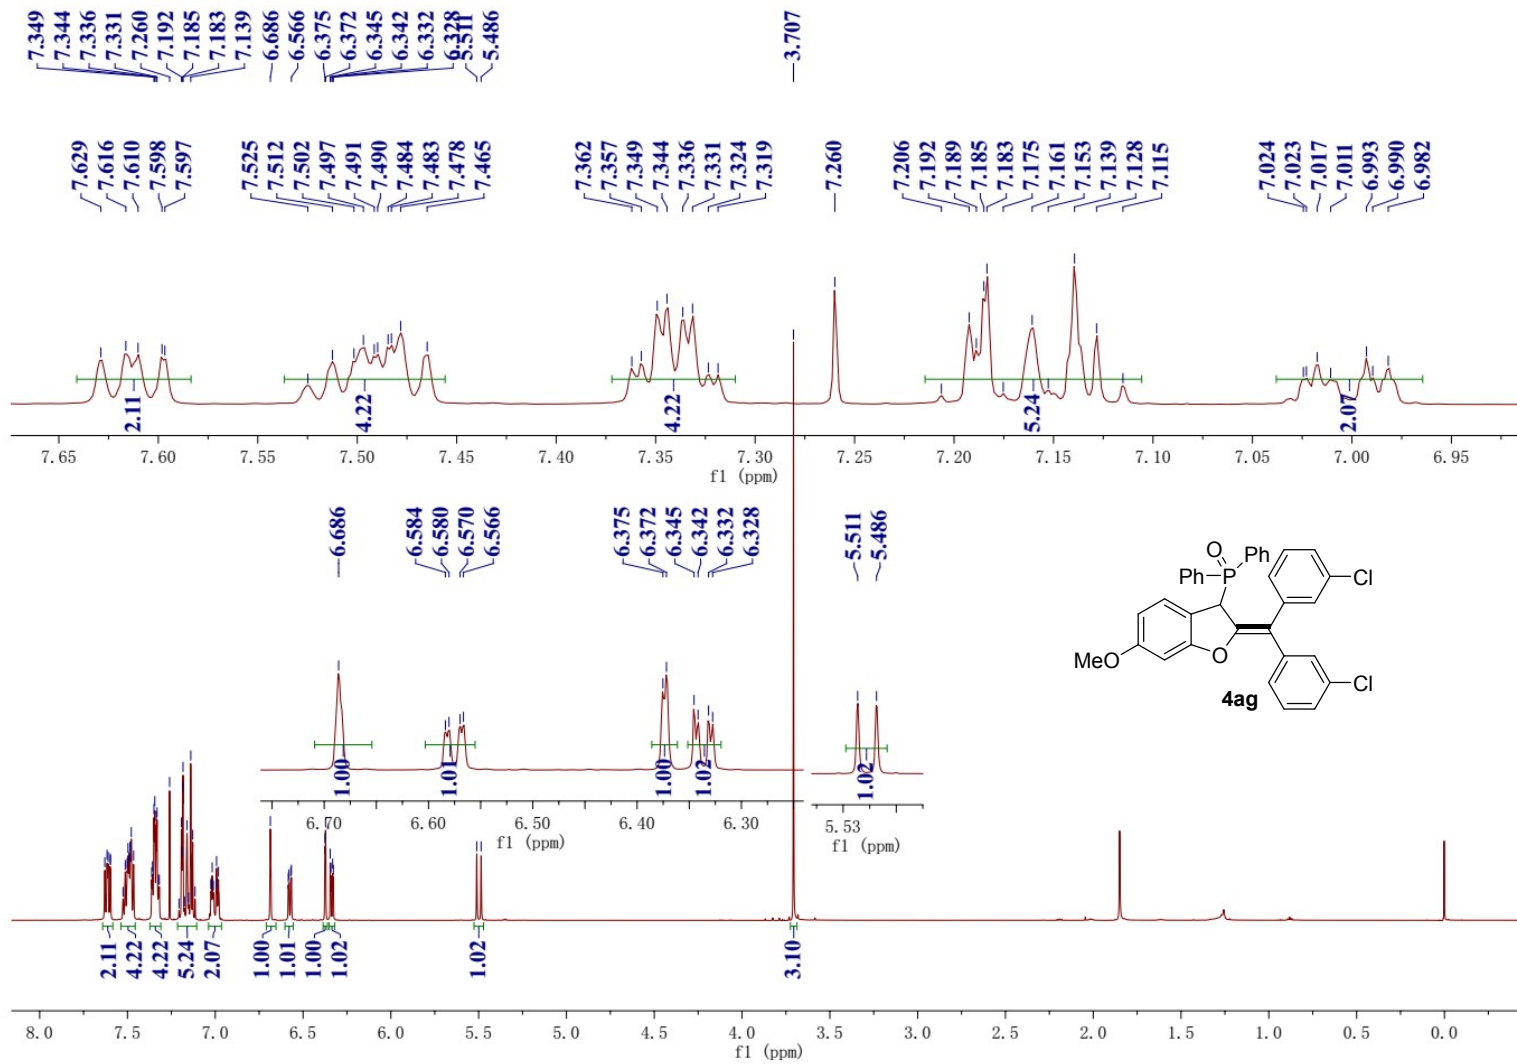 7.349 7.344 7.336 7.331 7.260 7.192 7.185 7.183 7.139 6.686 6.566 6.375 6.372 6.345 6.342 6.332 6.328 5.511 5.486 3.707
7.629 7.616 7.610 7.598 7.597 7.525 7.512 7.502 7.497 7.491 7.490 7.484 7.483 7.478 7.465 7.362 7.357 7.349 7.344 7.336 7.331 7.324 7.319 7.260 7.206 7.192 7.189 7.185 7.183 7.175 7.161 7.153 7.139 7.128 7.115 7.024 7.023 7.017 7.011 6.993 6.990 6.982
2.11 4.22 4.22 5.24 2.07
7.65 7.60 7.55 7.50 7.45 7.40 7.35 7.30 7.25 7.20 7.15 7.10 7.05 7.00 6.95
f1 (ppm)
6.686 6.584 6.580 6.570 6.566 6.375 6.372 6.345 6.342 6.332 6.328 5.511 5.486
1.00 1.01 1.00 1.02 1.02
6.70 6.60 6.50 6.40 6.30
f1 (ppm)
5.53
f1 (ppm)
O
Ph
Ph
P
Cl
O
MeO
Cl
4ag
2.11 4.22 4.22 5.24 2.07 1.00 1.01 1.00 1.02 1.02 3.10
8.0 7.5 7.0 6.5 6.0 5.5 5.0 4.5 4.0 3.5 3.0 2.5 2.0 1.5 1.0 0.5 0.0
f1 (ppm)